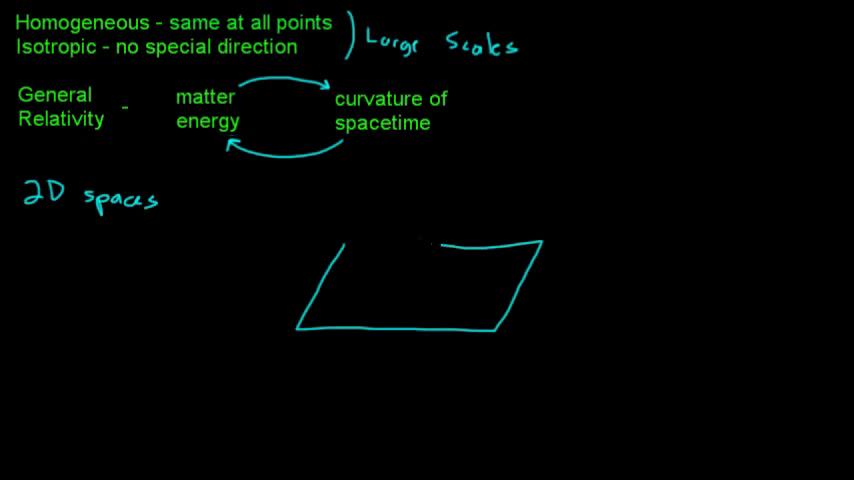 Homogeneous - same at all points
Isotropic - no special direction
Large Scales
General Relativity - matter energy
curvature of spacetime
2D spaces